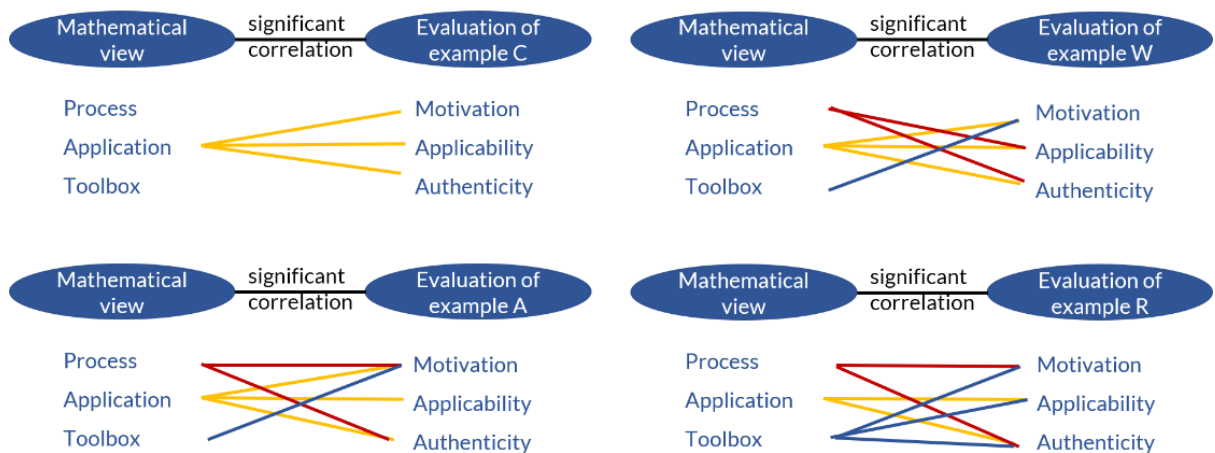 Mathematical
view
significant
correlation
Evaluation of
example C
Process
Application
Toolbox
Motivation
Applicability
Authenticity
Mathematical
view
significant
correlation
Evaluation of
example W
Process
Application
Toolbox
Motivation
Applicability
Authenticity
Mathematical
view
significant
correlation
Evaluation of
example A
Process
Application
Toolbox
Motivation
Applicability
Authenticity
Mathematical
view
significant
correlation
Evaluation of
example R
Process
Application
Toolbox
Motivation
Applicability
Authenticity